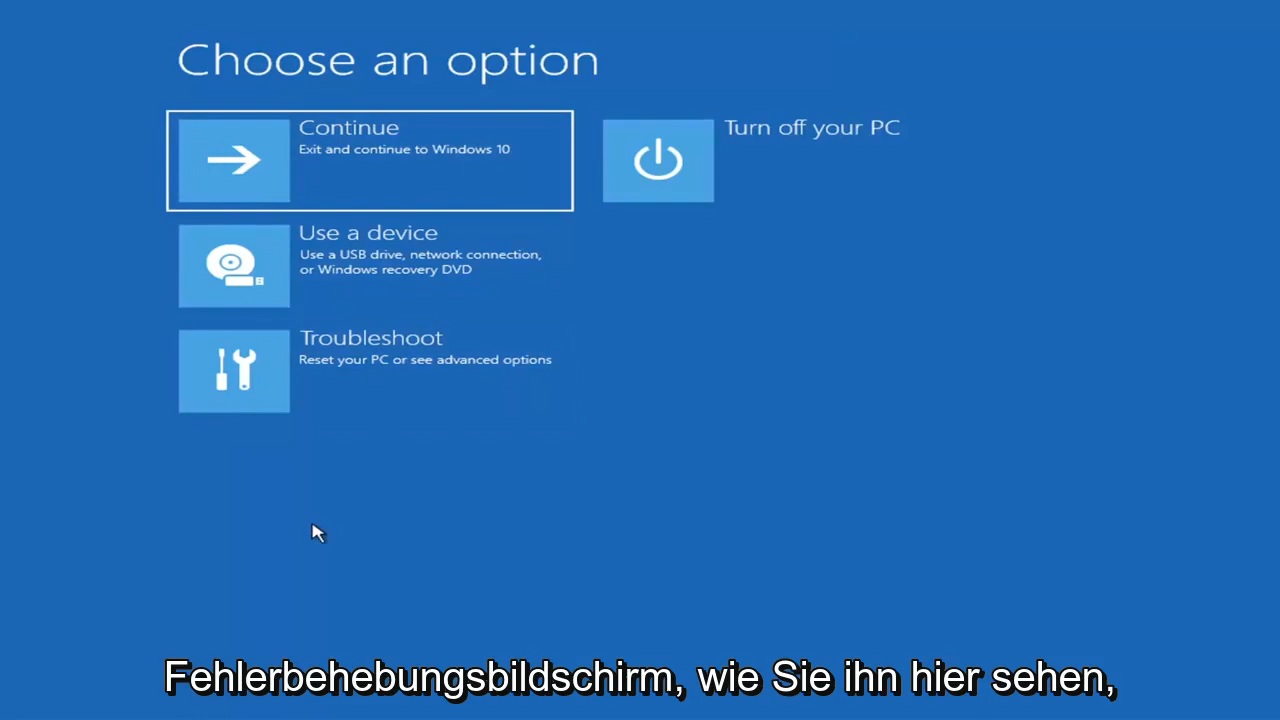 Choose an option
Continue
Exit and continue to Windows 10
Turn off your PC
Use a device
Use a USB drive, network connection,
or Windows recovery DVD
Troubleshoot
Reset your PC or see advanced options
Fehlerbehebungsbildschirm, wie Sie ihn hier sehen,